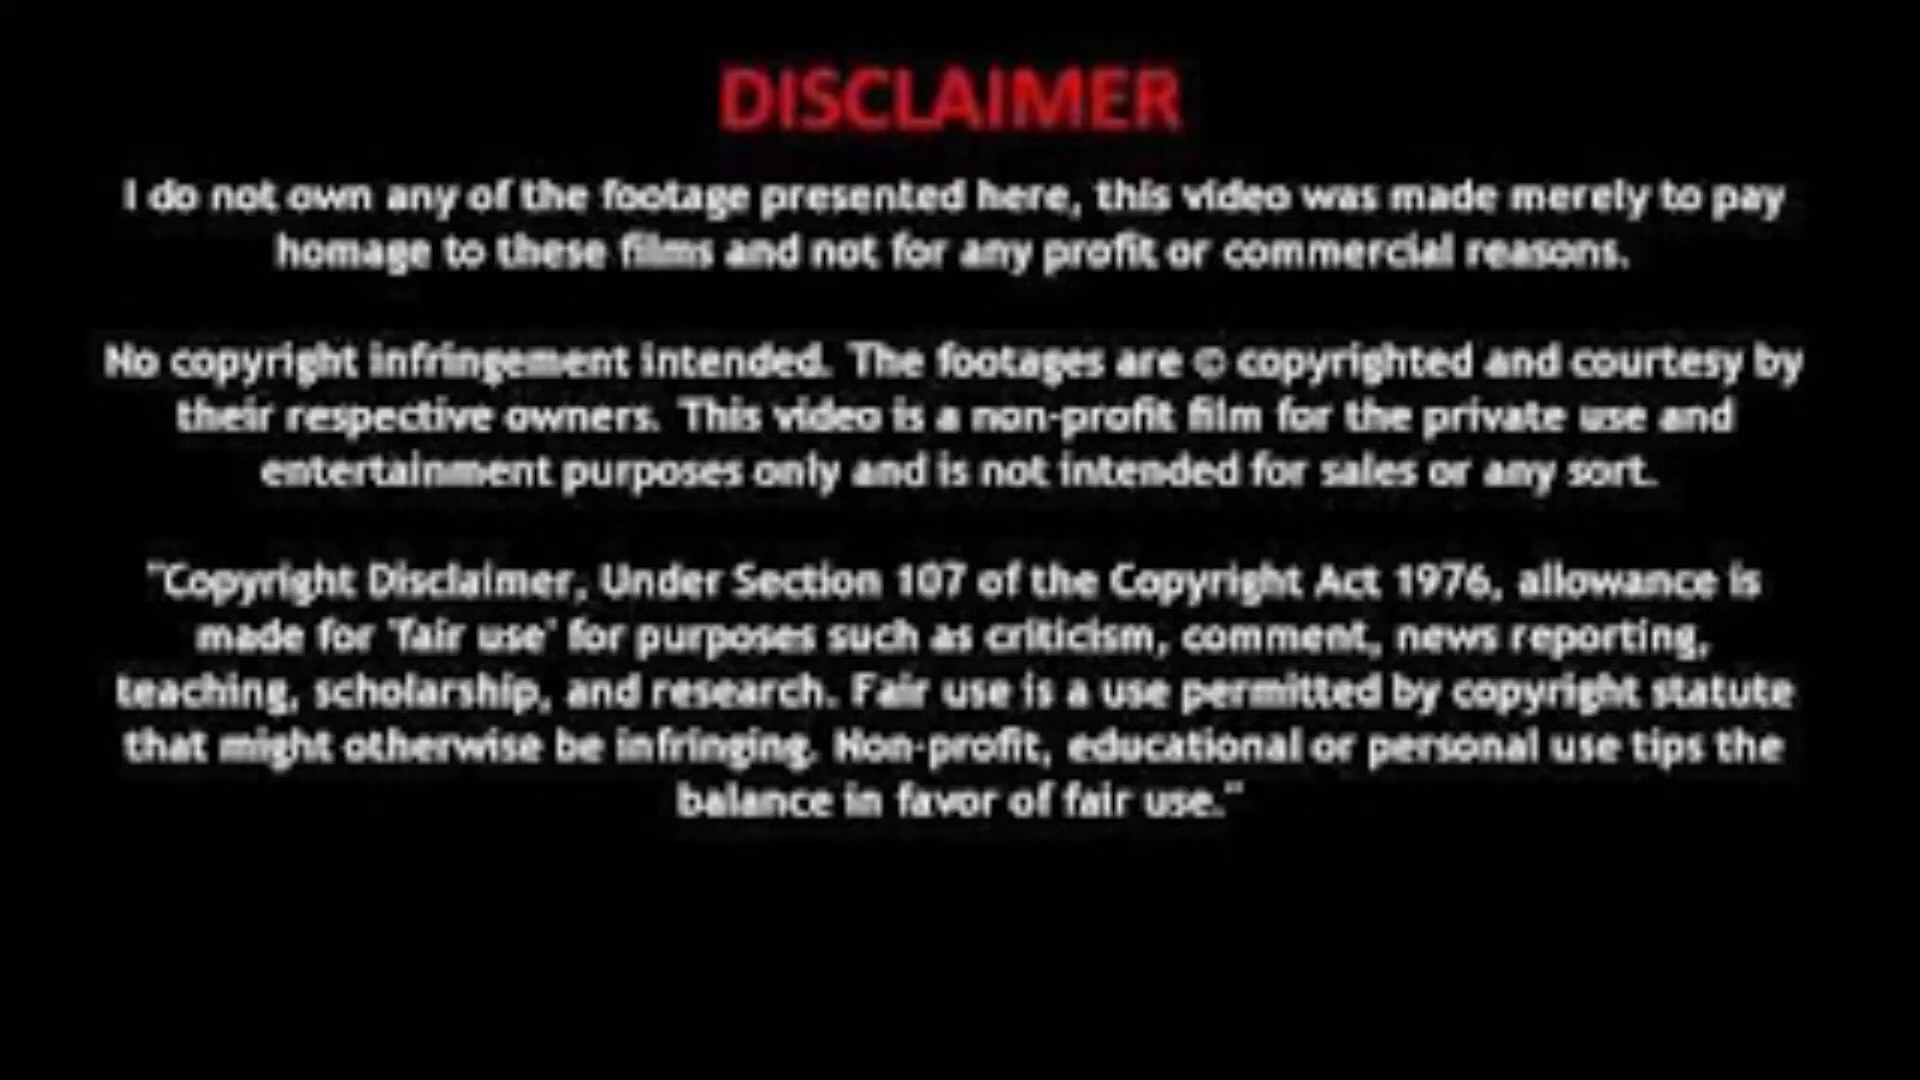 DISCLAIMER
I do not own any of the footage presented here, this video was made merely to pay
homage to these films and not for any profit or commercial reasons.
No copyright infringement intended. The footages are © copyrighted and courtesy by
their respective owners. This video is a non-profit film for the private use and
entertainment purposes only and is not intended for sales or any sort.
"Copyright Disclaimer, Under Section 107 of the Copyright Act 1976, allowance is
made for 'fair use' for purposes such as criticism, comment, news reporting,
teaching, scholarship, and research. Fair use is a use permitted by copyright statute
that might otherwise be infringing. Non-profit, educational or personal use tips the
balance in favor of fair use."